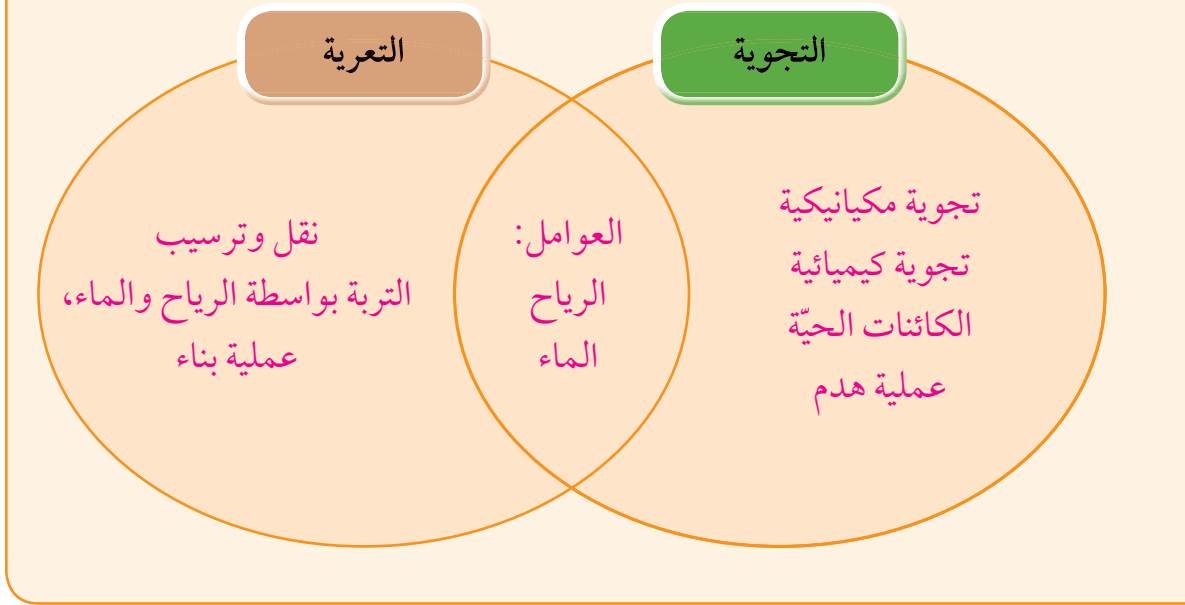 التجوية
التعرية
تجوية مكيانيكية
تجوية كيميائية
الكائنات الحيّة
عملية هدم
العوامل:
الرياح
الماء
نقل وترسيب
التربة بواسطة الرياح والماء،
عملية بناء